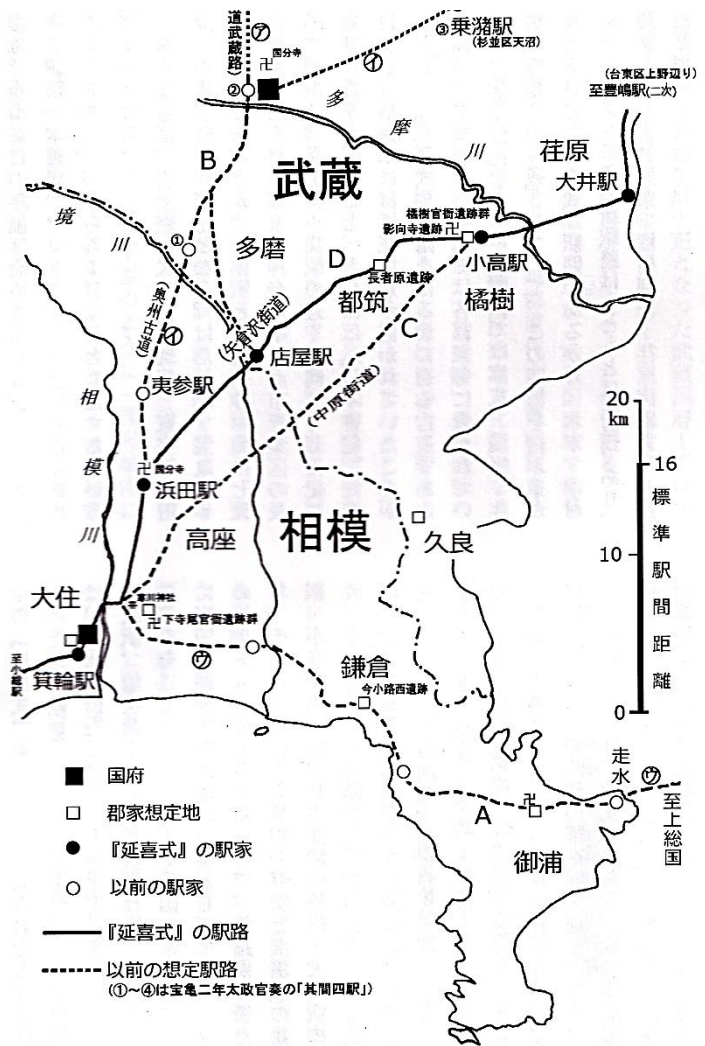 道武蔵路
㋐
国分寺
③乗潴駅
(杉並区天沼)
㋑
②
(台東区上野辺り)
至豊嶋駅(二次)
多摩川
B
武蔵
荏原
大井駅
境川
橘樹官衙遺跡群
影向寺遺跡
①
多磨
D
小高駅
長者原遺跡
都筑
橘樹
(奥州古道)
㋑
(矢倉沢街道)
C
店屋駅
(中原街道)
夷参駅
相模川
国分寺
浜田駅
20
km
16
10
0
標準駅間距離
相模
高座
久良
大住
寒川神社
下寺尾官衙遺跡群
至小総駅
箕輪駅
㋒
鎌倉
今小路西遺跡
走水
㋒
至上総国
A
御浦
国府
郡家想定地
『延喜式』の駅家
以前の駅家
『延喜式』の駅路
以前の想定駅路
(①~④は宝亀二年太政官奏の「其間四駅」)